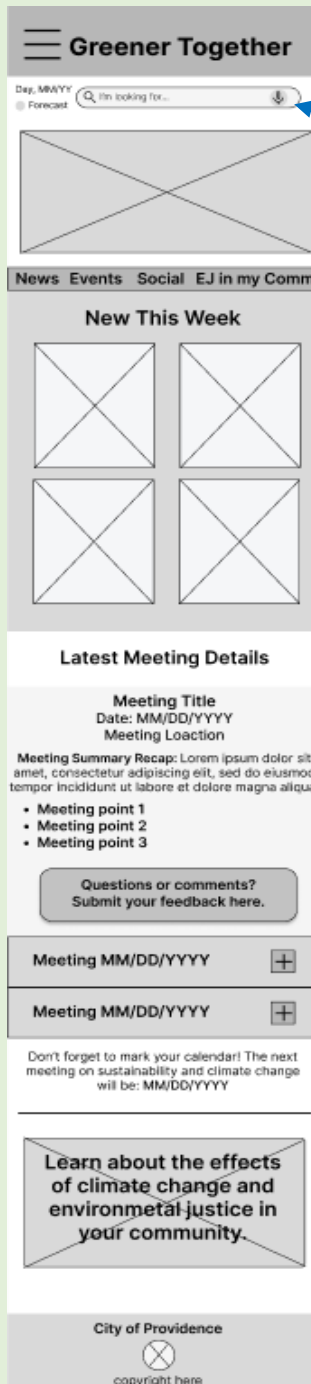 Greener Together
Day, MM/YY
Forecast
I'm looking for...
News Events Social EJ in my Comm
New This Week
Latest Meeting Details
Meeting Title
Date: MM/DD/YYYY
Meeting Loaction
Meeting Summary Recap: Lorem ipsum dolor sit
amet, consectetur adipiscing elit, sed do eiusmod
tempor incididunt ut labore et dolore magna aliqua
• Meeting point 1
• Meeting point 2
• Meeting point 3
Questions or comments?
Submit your feedback here.
Meeting MM/DD/YYYY
Meeting MM/DD/YYYY
Don't forget to mark your calendar! The next
meeting on sustainability and climate change
will be: MM/DD/YYYY
Learn about the effects
of climate change and
environmetal justice in
your community.
City of Providence
copyright here